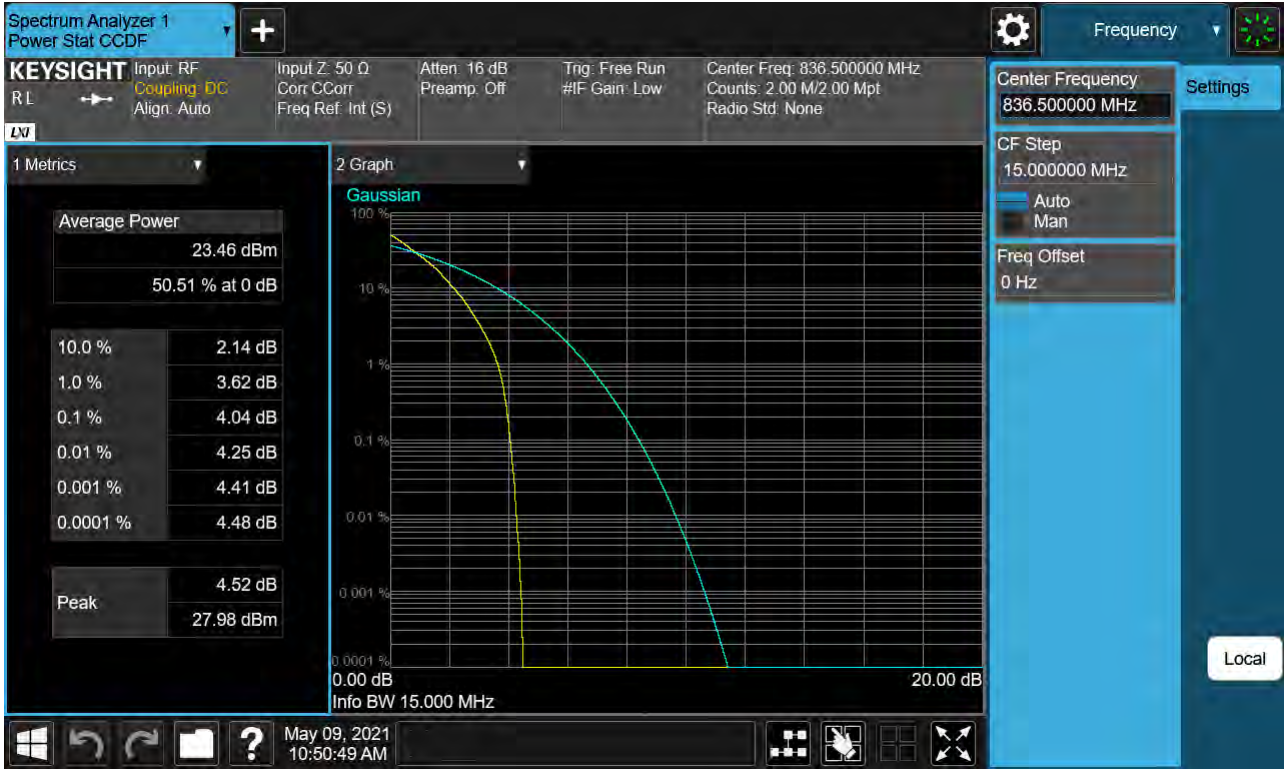 Spectrum Analyzer 1
Power Stat CCDF
Frequency
KEYSIGHT
RL
LXI
Input: RF
Coupling: DC
Align: Auto
Input Z: 50 Ω
Corr CCorr
Freq Ref: Int (S)
Atten: 16 dB
Preamp: Off
Trig: Free Run
#IF Gain: Low
Center Freq: 836.500000 MHz
Counts: 2.00 M/2.00 Mpt
Radio Std: None
Center Frequency
836.500000 MHz
Settings
CF Step
15.000000 MHz
Auto
Man
Freq Offset
0 Hz
1 Metrics
Average Power
23.46 dBm
50.51 % at 0 dB
10.0 % 2.14 dB
1.0 % 3.62 dB
0.1 % 4.04 dB
0.01 % 4.25 dB
0.001 % 4.41 dB
0.0001 % 4.48 dB
Peak
4.52 dB
27.98 dBm
2 Graph
Gaussian
100 %
10 %
1 %
0.1 %
0.01 %
0.001 %
0.0001 %
0.00 dB 20.00 dB
Info BW 15.000 MHz
Local
?
May 09, 2021
10:50:49 AM